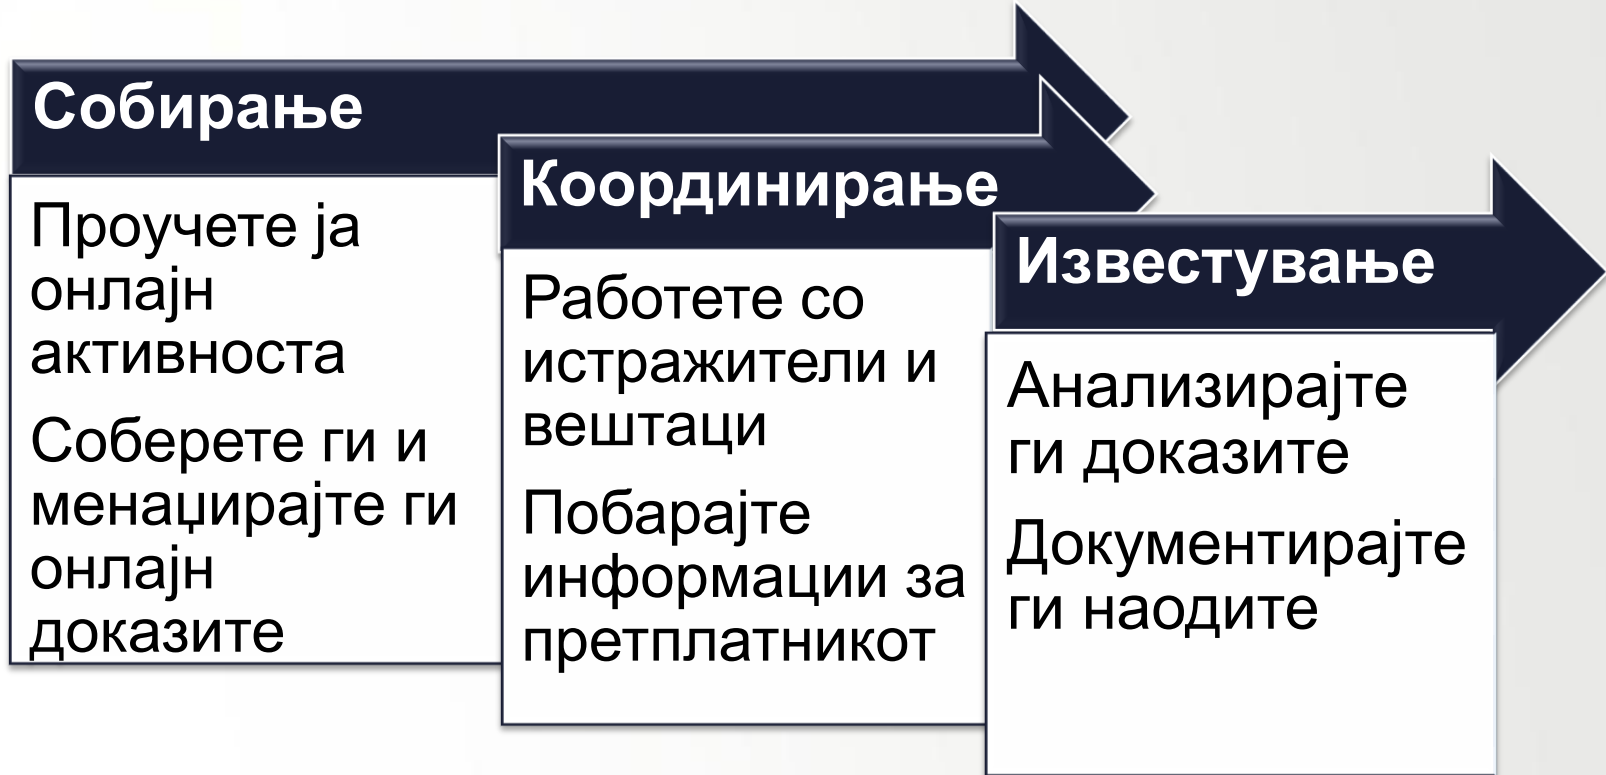 Собирање
Проучете ја
онлајн
активноста
Соберете ги и
менаџирајте ги
онлајн
доказите
Координирање
Работете со
истражители и
вештаци
Побарајте
информации за
претплатникот
Известување
Анализирајте
ги доказите
Документирајте
ги наодите